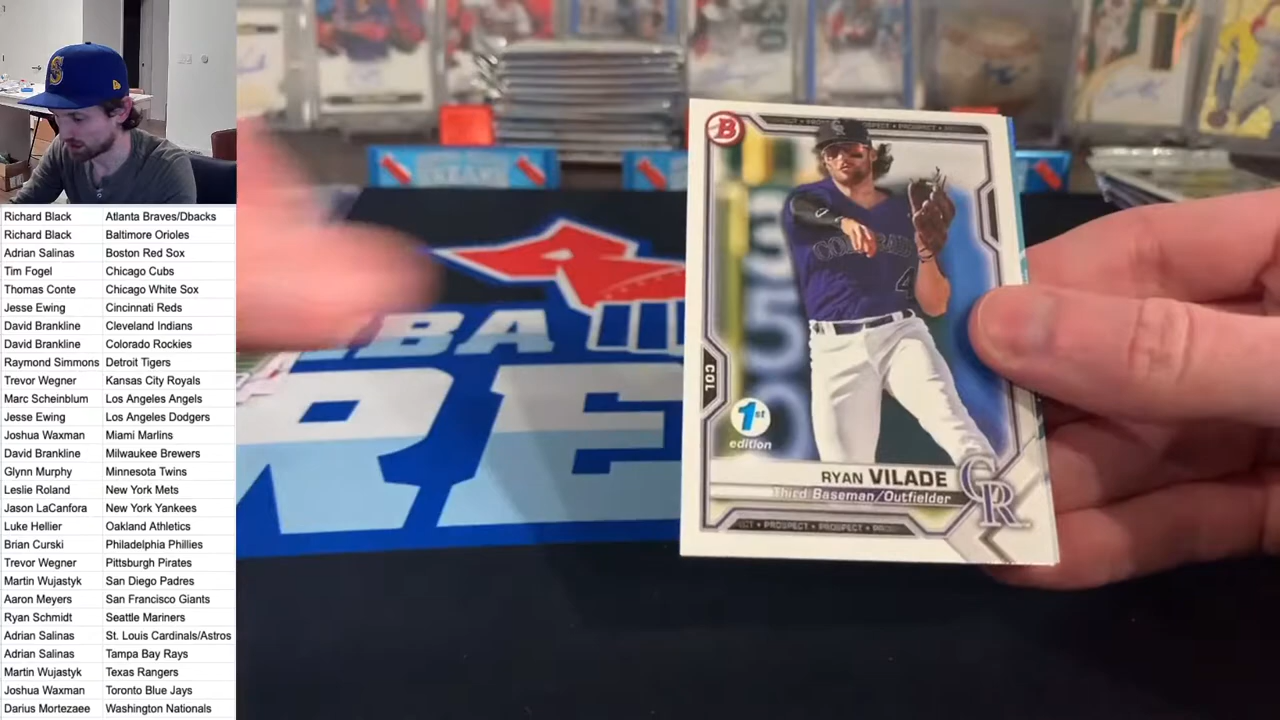 Richard Black Atlanta Braves/Dbacks
Richard Black Baltimore Orioles
Adrian Salinas Boston Red Sox
Tim Fogel Chicago Cubs
Thomas Conte Chicago White Sox
Jesse Ewing Cincinnati Reds
David Brankline Cleveland Indians
David Brankline Colorado Rockies
Raymond Simmons Detroit Tigers
Trevor Wegner Kansas City Royals
Marc Scheinblum Los Angeles Angels
Jesse Ewing Los Angeles Dodgers
Joshua Waxman Miami Marlins
David Brankline Milwaukee Brewers
Glynn Murphy Minnesota Twins
Leslie Roland New York Mets
Jason LaCanfora New York Yankees
Luke Hellier Oakland Athletics
Brian Curski Philadelphia Phillies
Trevor Wegner Pittsburgh Pirates
Martin Wujastyk San Diego Padres
Aaron Meyers San Francisco Giants
Ryan Schmidt Seattle Mariners
Adrian Salinas St. Louis Cardinals/Astros
Adrian Salinas Tampa Bay Rays
Martin Wujastyk Texas Rangers
Joshua Waxman Toronto Blue Jays
Darius Mortezaee Washington Nationals
S
BA
RE
B
PROSPECT
COLORAD
4
COL
1st
edition
RYAN VILADE
Third Baseman/Outfielder
CR
PROSPECT • PROSPECT